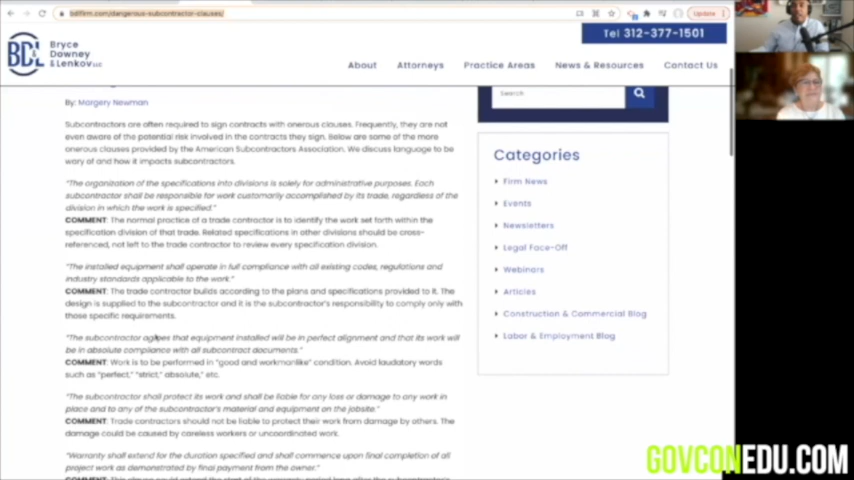 bdlfirm.com/dangerous-subcontractor-clauses/
Update
Tel 312-377-1501
BDL
&
Bryce
Downey
& Lenkov LLC
About
Attorneys
Practice Areas
News & Resources
Contact Us
By: Margery Newman
Subcontractors are often required to sign contracts with onerous clauses. Frequently, they are not
even aware of the potential risk involved in the contracts they sign. Below are some of the more
onerous clauses provided by the American Subcontractors Association. We discuss language to be
wary of and how it impacts subcontractors.
"The organization of the specifications into divisions is solely for administrative purposes. Each
subcontractor shall be responsible for work customarily accomplished by its trade, regardless of the
division in which the work is specified."
COMMENT: The normal practice of a trade contractor is to identify the work set forth within the
specification division of that trade. Related specifications in other divisions should be cross-
referenced, not left to the trade contractor to review every specification division.
"The installed equipment shall operate in full compliance with all existing codes, regulations and
industry standards applicable to the work."
COMMENT: The trade contractor builds according to the plans and specifications provided to it. The
design is supplied to the subcontractor and it is the subcontractor's responsibility to comply only with
those specific requirements.
"The subcontractor agrees that equipment installed will be in perfect alignment and that its work will
be in absolute compliance with all subcontract documents."
COMMENT: Work is to be performed in "good and workmanlike" condition. Avoid laudatory words
such as "perfect," "strict," absolute," etc.
"The subcontractor shall protect its work and shall be liable for any loss or damage to any work in
place and to any of the subcontractor's material and equipment on the jobsite."
COMMENT: Trade contractors should not be liable to protect their work from damage by others. The
damage could be caused by careless workers or uncoordinated work.
"Warranty shall extend for the duration specified and shall commence upon final completion of all
project work as demonstrated by final payment from the owner."
Search
Categories
Firm News
Events
Newsletters
Legal Face-Off
Webinars
Articles
Construction & Commercial Blog
Labor & Employment Blog
GOVCONEDU.COM